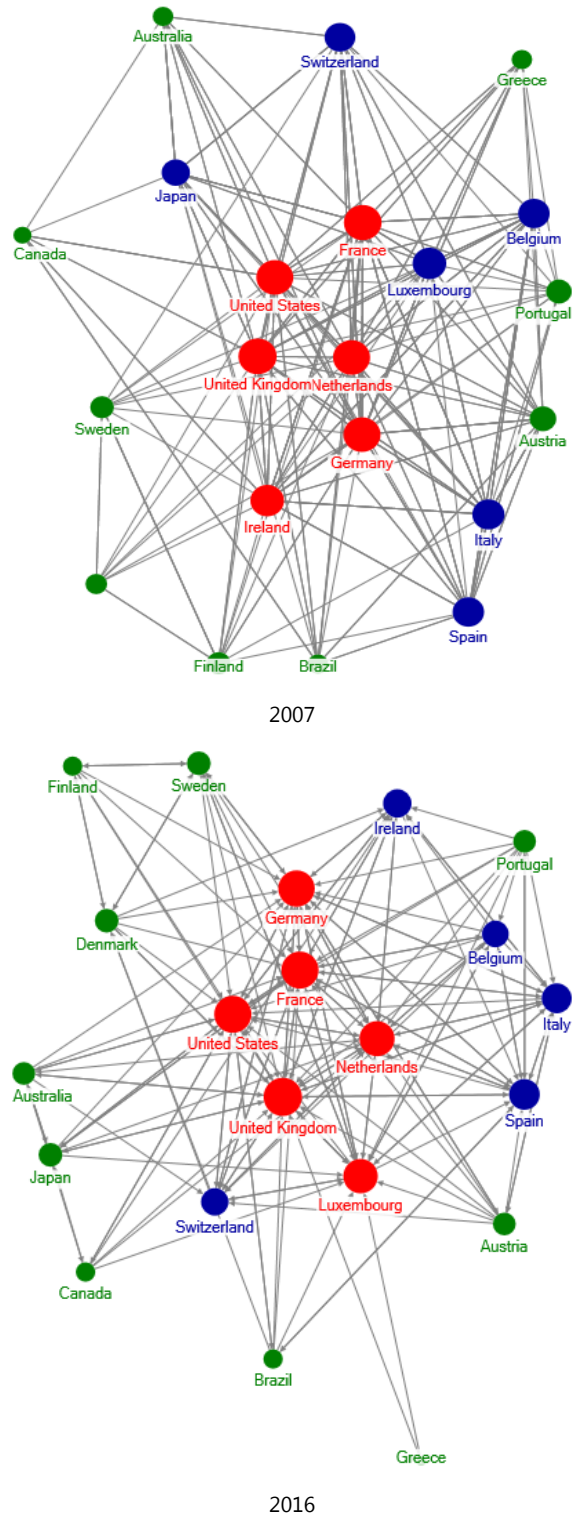 Australia
Switzerland
Greece
Japan
Canada
France
Belgium
Luxembourg
United States
Portugal
United Kingdom
Netherlands
Sweden
Austria
Germany
Ireland
Italy
Spain
Finland
Brazil
2007
Finland
Sweden
Ireland
Portugal
Germany
Denmark
Belgium
France
Italy
United States
Netherlands
Australia
United Kingdom
Spain
Japan
Luxembourg
Switzerland
Austria
Canada
Brazil
Greece
2016